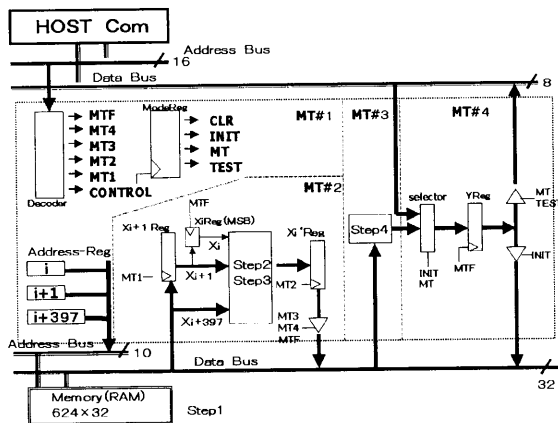 HOST Com
Address Bus
16
Data Bus
8
MTF
MT4
MT3
MT2
MT1
CONTROL
Decoder
ModeReg
CLR
INIT
MT
TEST
MT#1
MT#3
MT#4
MT#2
MTF
XiReg(MSB)
Xi+1 Reg
Xi
Xi+1
MT1
Xi+397
Step2
Step3
Xi'Reg
MT2
MT3
MT4
MTF
Step4
selector
INIT
MT
YReg
MTF
MT
TEST
INIT
Address-Reg
i
i+1
i+397
Address Bus
10
Data Bus
32
Memory(RAM)
624×32
Step1